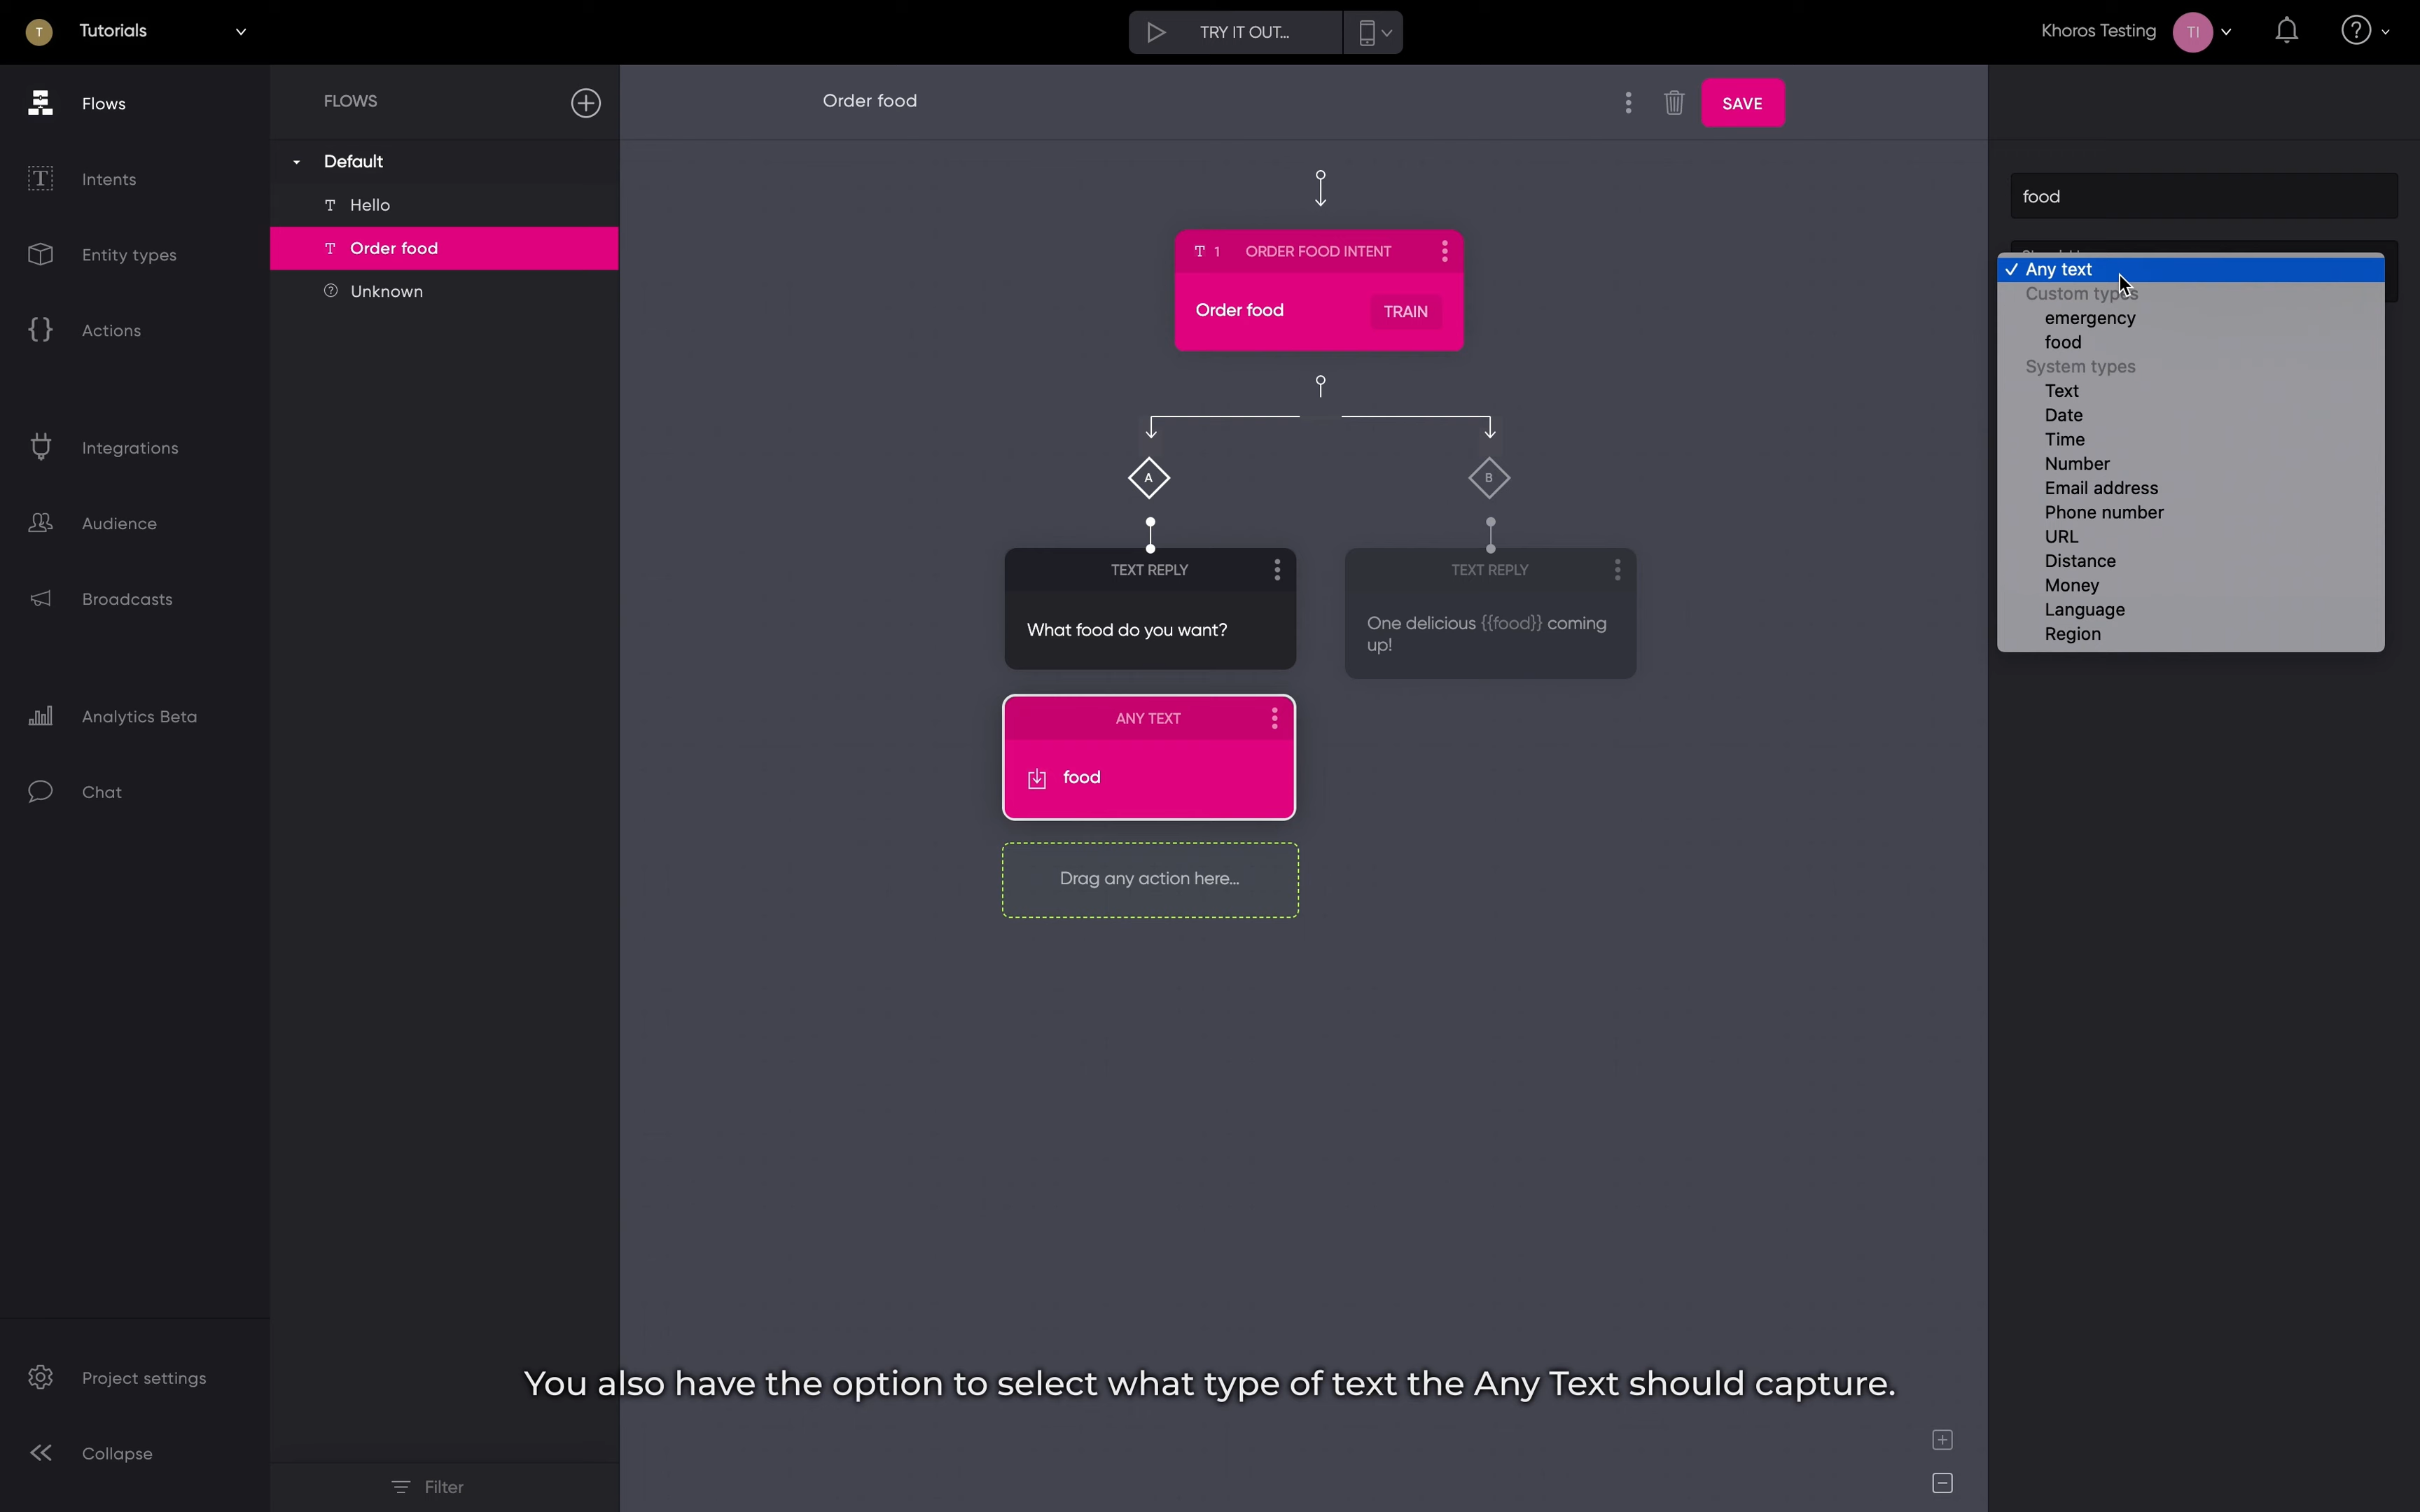 T Tutorials
TRY IT OUT...
Khoros Testing TI
?
Flows
Intents
Entity types
Actions
Integrations
Audience
Broadcasts
Analytics Beta
Chat
Project settings
Collapse
FLOWS
Default
T Hello
T Order food
? Unknown
Filter
Order food
SAVE
T 1 ORDER FOOD INTENT
Order food TRAIN
A
B
TEXT REPLY
What food do you want?
TEXT REPLY
One delicious {{food}} coming
up!
ANY TEXT
food
Drag any action here...
food
Any text
Custom types
emergency
food
System types
Text
Date
Time
Number
Email address
Phone number
URL
Distance
Money
Language
Region
You also have the option to select what type of text the Any Text should capture.